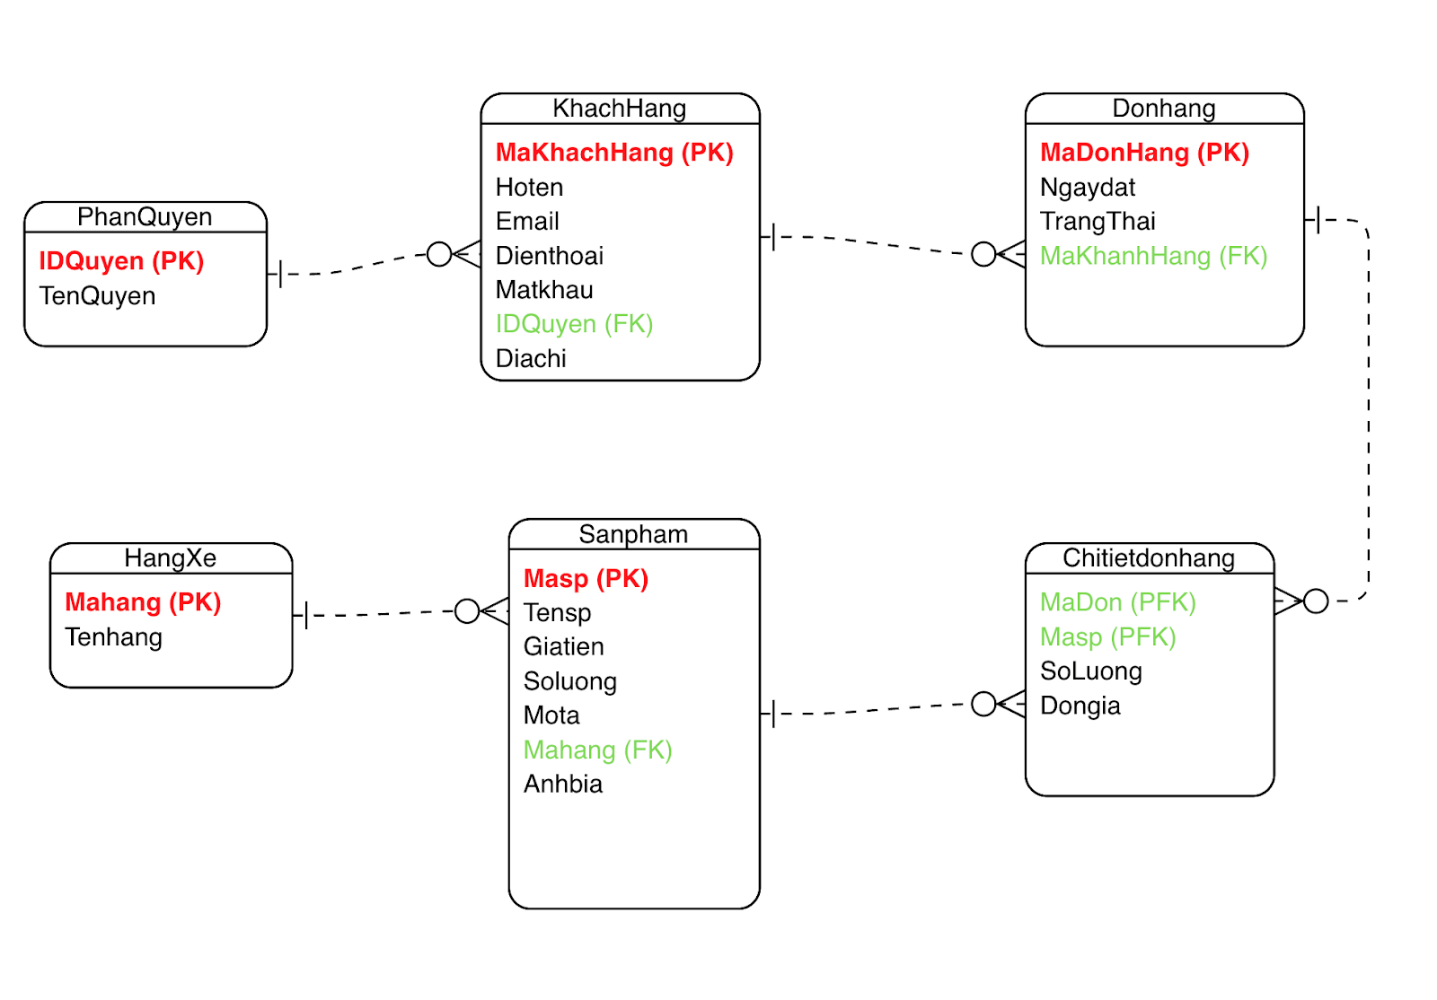 PhanQuyen
IDQuyen (PK)
TenQuyen
KhachHang
MaKhachHang (PK)
Hoten
Email
Dienthoai
Matkhau
IDQuyen (FK)
Diachi
Donhang
MaDonHang (PK)
Ngaydat
TrangThai
MaKhanhHang (FK)
HangXe
Mahang (PK)
Tenhang
Sanpham
Masp (PK)
Tensp
Giatien
Soluong
Mota
Mahang (FK)
Anhbia
Chitietdonhang
MaDon (PFK)
Masp (PFK)
SoLuong
Dongia